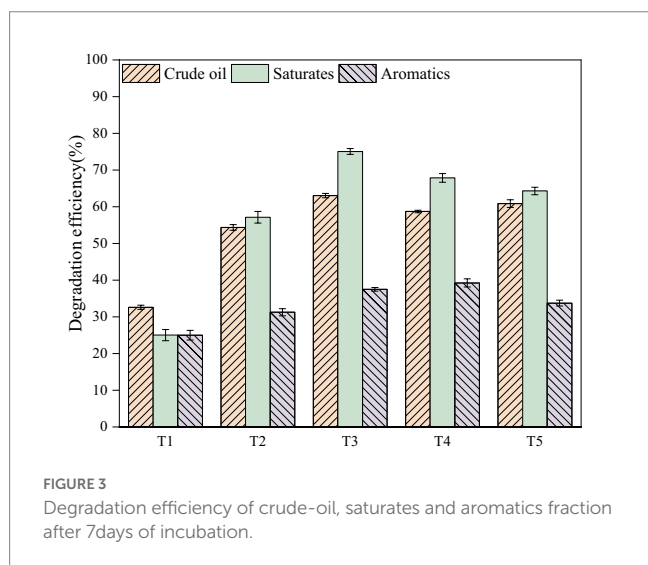 100
90
80
70
60
50
40
30
20
10
0
Degradation efficiency(%)
Crude oil Saturates Aromatics
T1 T2 T3 T4 T5
FIGURE 3
Degradation efficiency of crude-oil, saturates and aromatics fraction
after 7days of incubation.